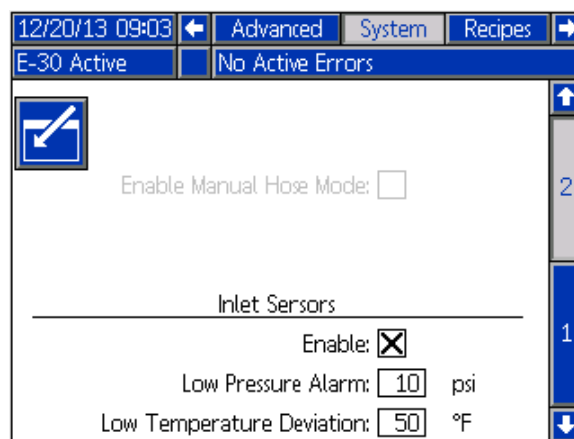 12/20/13 09:03 Advanced System Recipes
E-30 Active No Active Errors
Enable Manual Hose Mode:
2
Inlet Sersors
Enable:
1
Low Pressure Alarm: 10 psi
Low Temperature Deviation: 50 °F